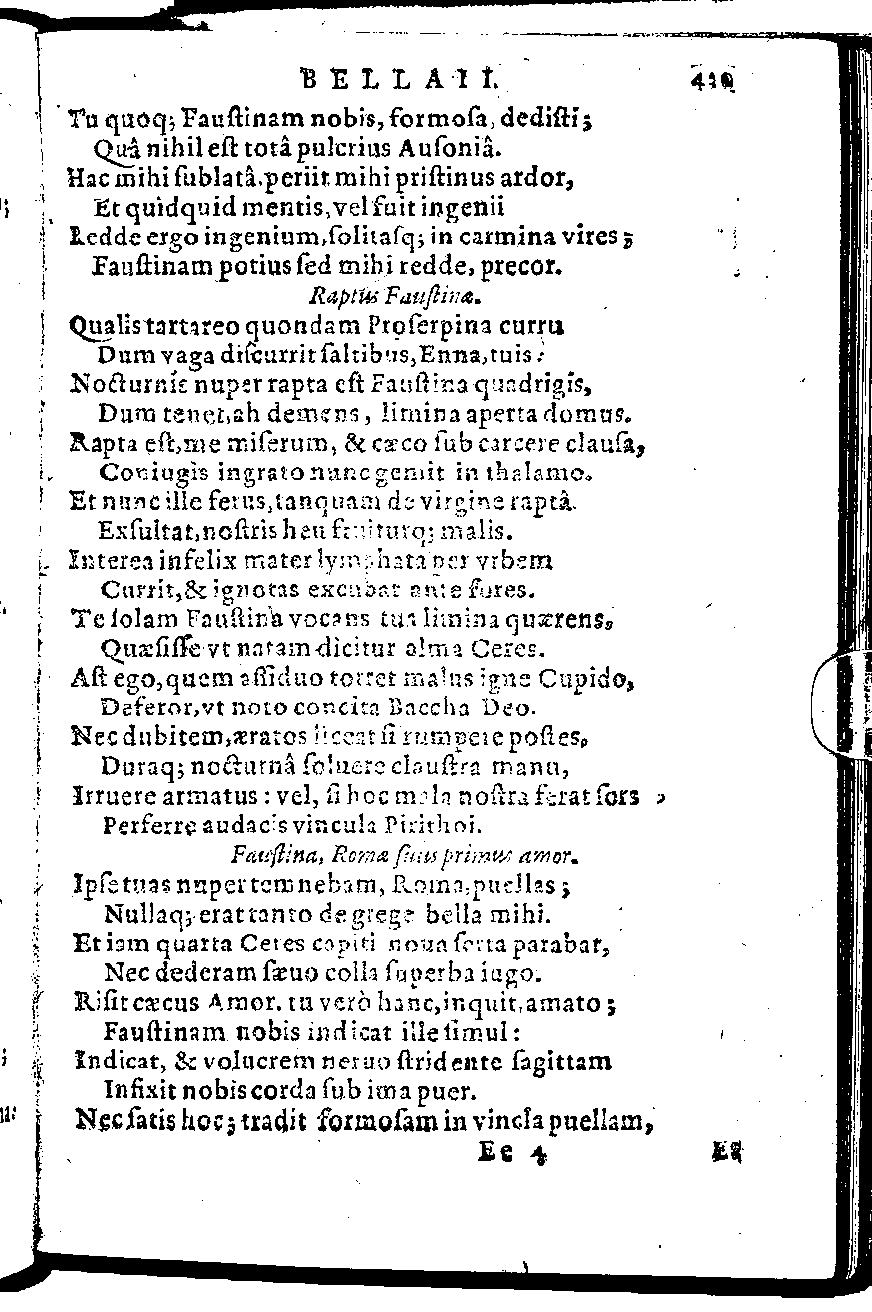 BELLAII.
Tu quoq; Fauſtinam nobis, formoſa, dediſti;
Quâ nihil eſt totâ pulcrius Auſoniâ.
Hac mihi ſublatâ, periit mihi priſtinus ardor,
Et quidquid mentis, vel fuit ingenii
Redde ergo ingenium, ſolitaſq; in carmina vires;
Fauſtinam potius ſed mihi redde, precor.
Raptus Fauſtinæ.
Qualis tartareo quondam Proſerpina curru
Dum vaga diſcurrit ſaltibus, Enna, tuis:
Nocturnis nuper rapta eſt Fauſtina quadrigis,
Dum tenet, ah demens, limina aperta domus.
Rapta eſt, me miſerum, & cæco ſub carcere clauſa,
Coniugis ingrato nunc gemit in thalamo.
Et nunc ille ferus, tanquam de virgine raptâ.
Exſultat, noſtris heu fruiturq; malis.
Interea infelix mater lymphata per vrbem
Currit, & ignotas excubat ante fores.
Te ſolam Fauſtina vocans tua limina quærens,
Quæſiſſe vt natam dicitur alma Ceres.
Aſt ego, quem aſſiduo torret malus igne Cupido,
Deferor, vt noto concita Baccha Deo.
Nec dubitem, æratos liceat ſi rumpere poſtes,
Duraq; nocturnâ ſoluere clauſtra manu,
Irruere armatus: vel, ſi hoc mala noſtra ferat ſors,
Perferre audacis vincula Pirithoi.
Fauſtina, Romæ ſuus primus amor.
Ipſe tuas nuper temnebam, Roma, puellas;
Nullaq; erat tanto de grege bella mihi.
Et iam quarta Ceres capiti noua ſerta parabat,
Nec dederam ſæuo colla ſuperba iugo.
Riſit cæcus Amor. tu verò hanc, inquit, amato;
Fauſtinam nobis indicat ille ſimul:
Indicat, & volucrem neruo ſtridente ſagittam
Infixit nobis corda ſub ima puer.
Nec ſatis hoc; tradit formoſam in vincla puellam,
Ee 4